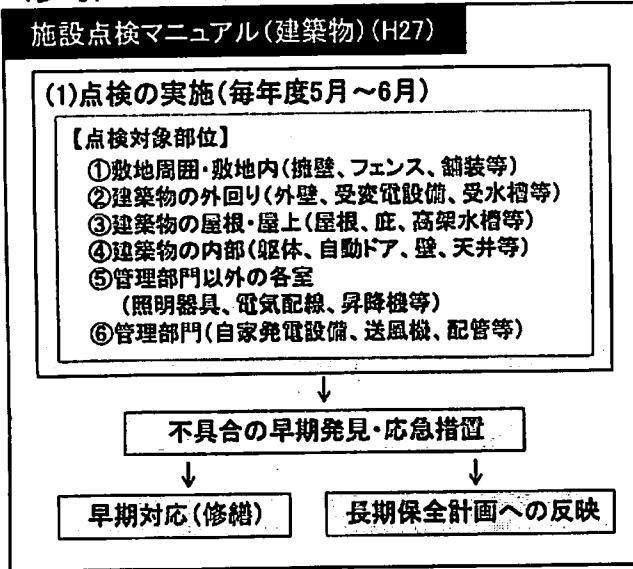 施設点検マニュアル(建築物)(H27)
(1)点検の実施(毎年度5月～6月)
【点検対象部位】
①敷地周囲・敷地内(擁壁、フェンス、舗装等)
②建築物の外回り(外壁、受変電設備、受水槽等)
③建築物の屋根・屋上(屋根、庇、高架水槽等)
④建築物の内部(躯体、自動ドア、壁、天井等)
⑤管理部門以外の各室
(照明器具、電気配線、昇降機等)
⑥管理部門(自家発電設備、送風機、配管等)
↓
不具合の早期発見・応急措置
↓ ↓
早期対応(修繕) 長期保全計画への反映